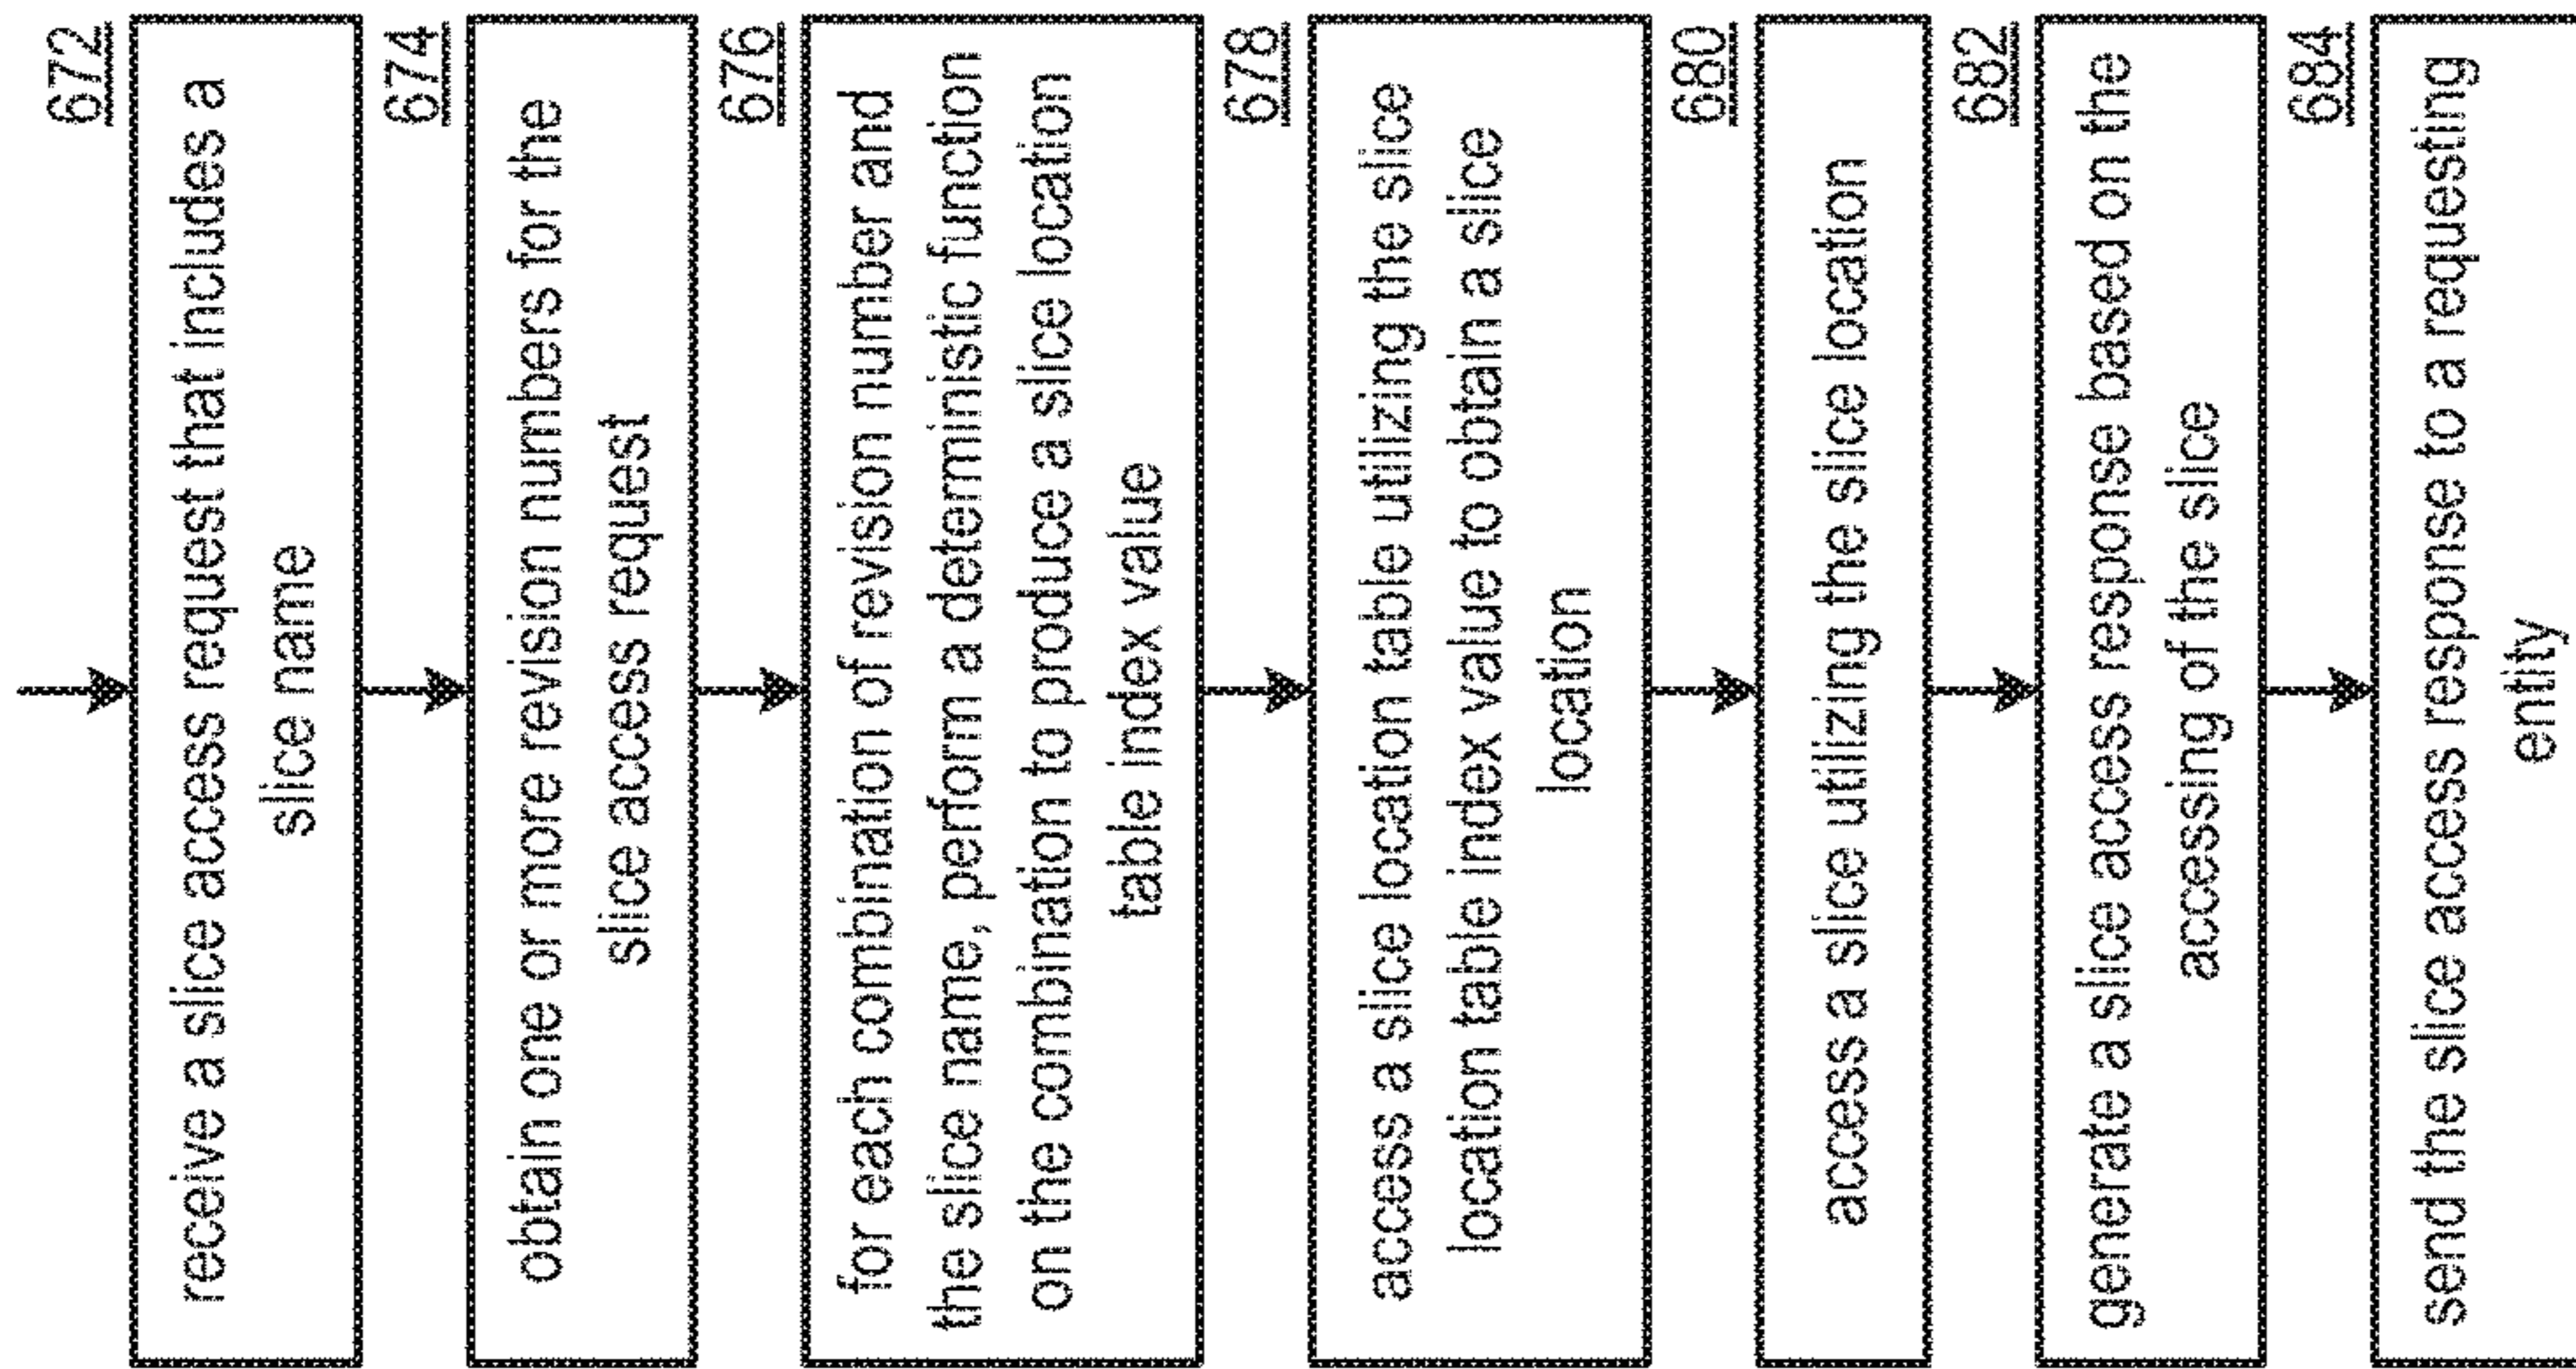 672
receive a slice access request that includes a
slice name
674
obtain one or more revision numbers for the
slice access request
676
for each combination of revision number and
the slice name, perform a deterministic function
on the combination to produce a slice location
table index value
678
access a slice location table utilizing the slice
location table index value to obtain a slice
location
680
access a slice utilizing the slice location
682
generate a slice access response based on the
accessing of the slice
684
send the slice access response to a requesting
entity